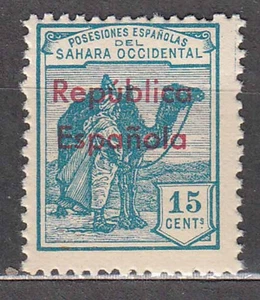 POSESIONES ESPAÑOLAS
DEL
SAHARA OCCIDENTAL
República
Española
15
CENTS